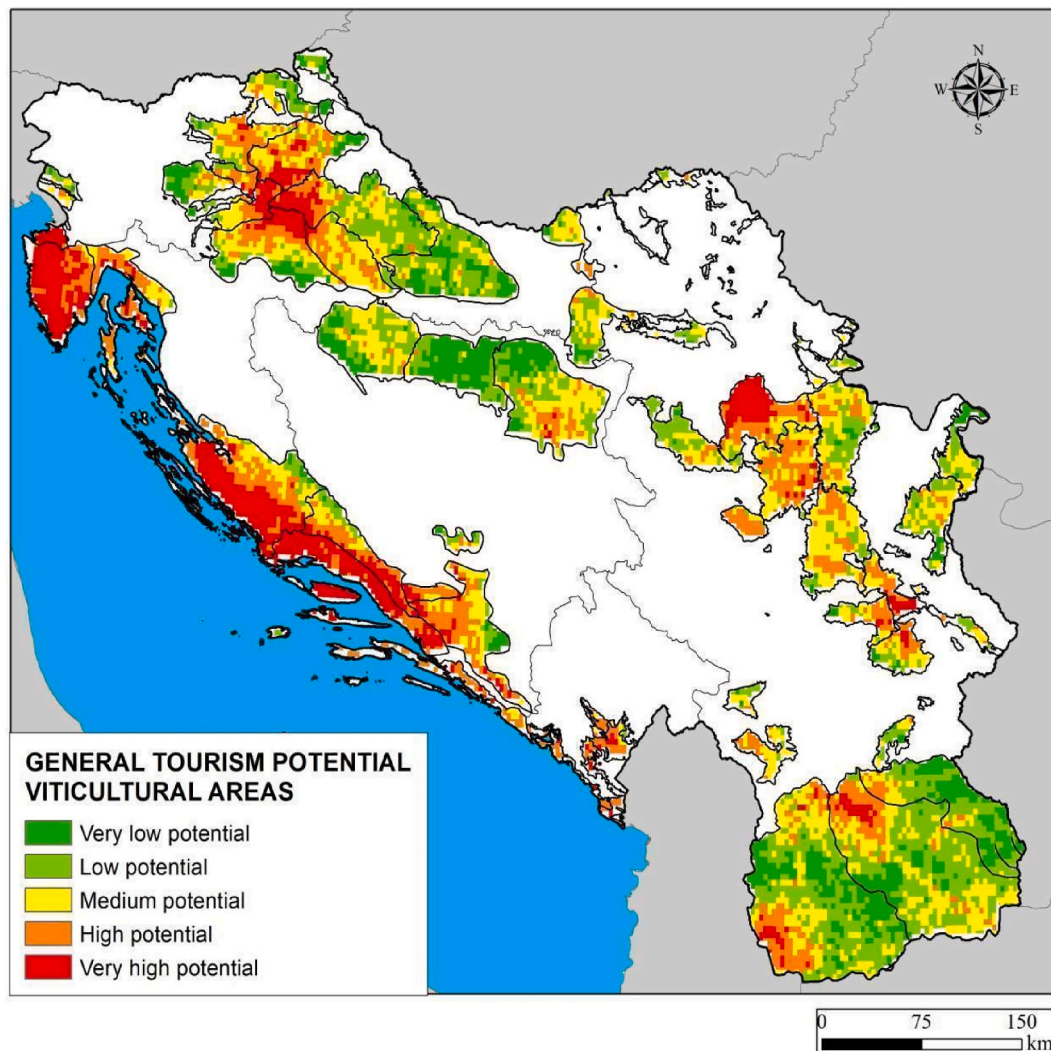 N
W E
S
GENERAL TOURISM POTENTIAL
VITICULTURAL AREAS
Very low potential
Low potential
Medium potential
High potential
Very high potential
0 75 150
km